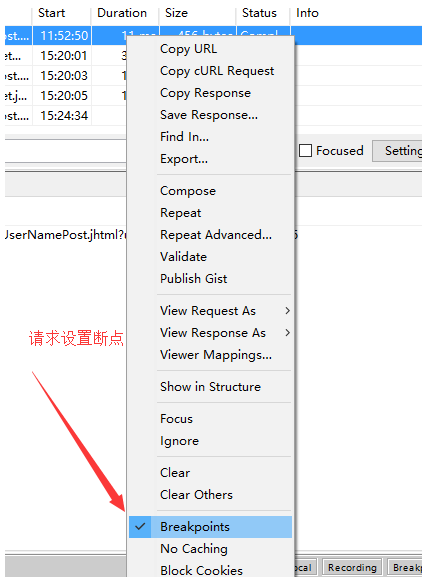 Start Duration Size Status Info
ost.... 11:52:50 11 ms 456 bytes Compl...
et... 15:20:01 3
ost.... 15:20:03 1
et.j... 15:20:05 1
ost.... 15:24:34
Copy URL
Copy cURL Request
Copy Response
Save Response...
Find In...
Export...
Focused Setting
Compose
Repeat
UserNamePost.jhtml?
Repeat Advanced...
Validate
Publish Gist
View Request As
View Response As
请求设置断点
Viewer Mappings...
Show in Structure
Focus
Ignore
Clear
Clear Others
Breakpoints
No Caching
Block Cookies
ocal Recording Breakp